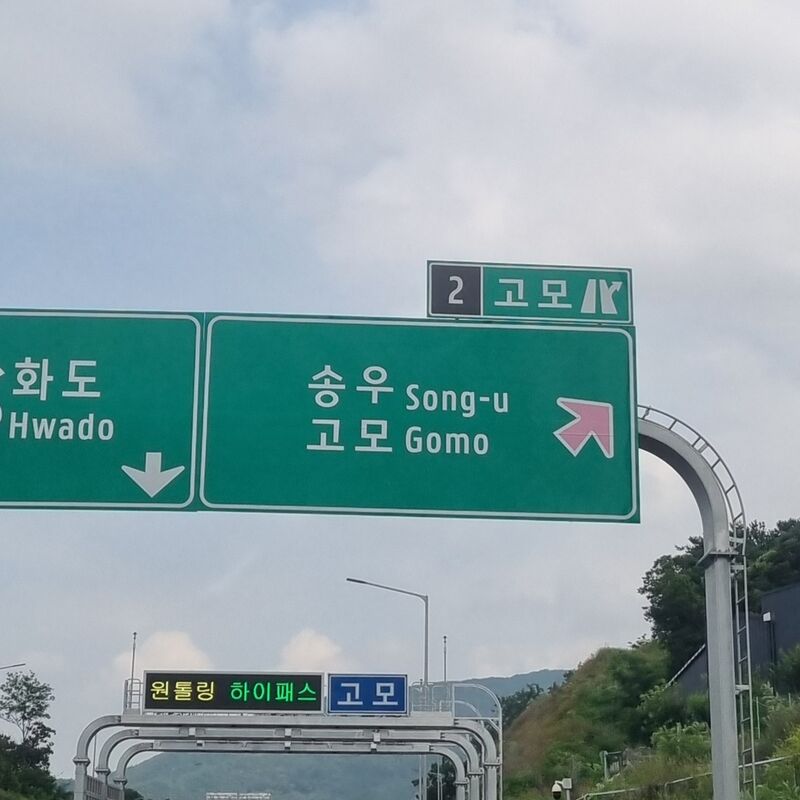 2 고모
화도
Hwado
송우 Song-u
고모 Gomo
원톨링 하이패스 고모